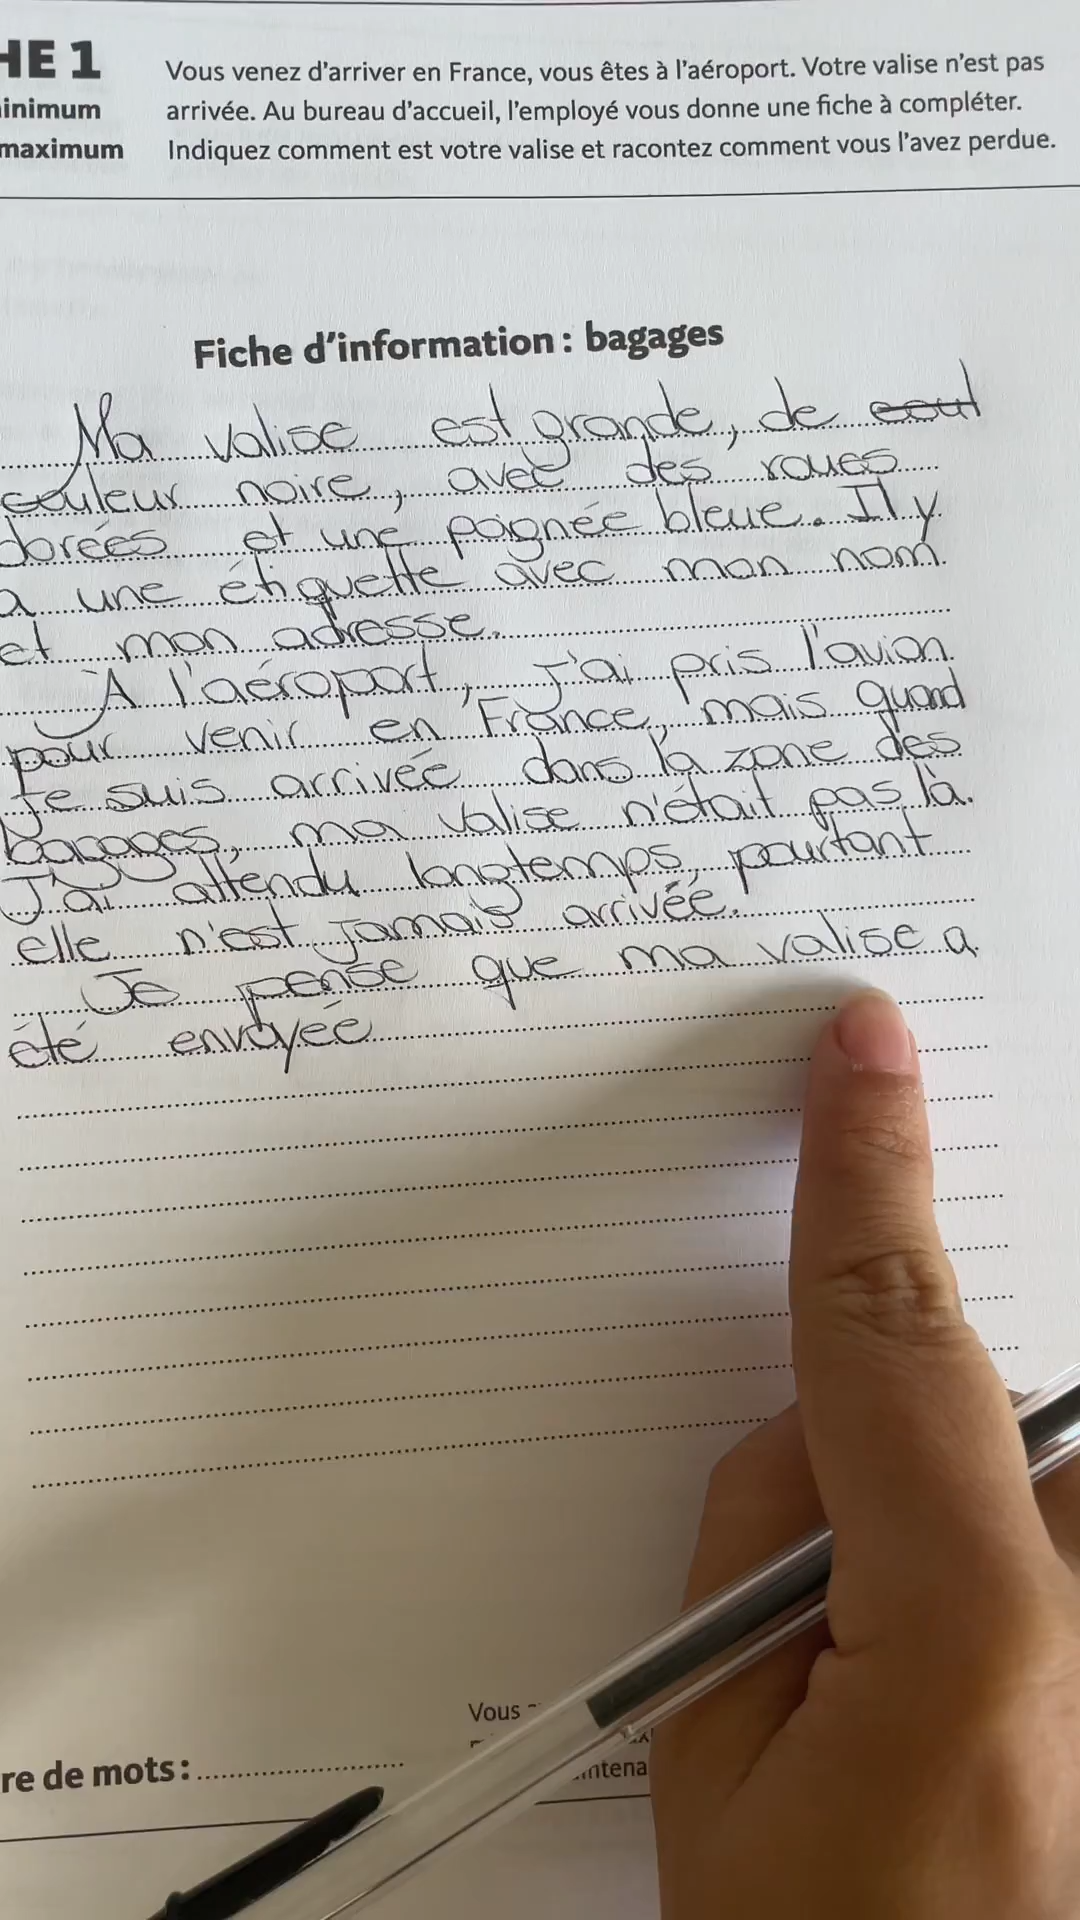 HE 1
inimum
maximum
Vous venez d'arriver en France, vous êtes à l'aéroport. Votre valise n'est pas
arrivée. Au bureau d'accueil, l'employé vous donne une fiche à compléter.
Indiquez comment est votre valise et racontez comment vous l'avez perdue.
Fiche d'information : bagages
Ma valise est grande, de coul
couleur noire, avec des roues
dorées et une poignée bleue. Il y
a une étiquette avec mon nom
et mon adresse.
À l'aéroport, j'ai pris l'avion
pour venir en France, mais quand
je suis arrivée dans la zone des
bagages, ma valise n'était pas là.
J'ai attendu longtemps, pourtant
elle n'est jamais arrivée.
Je pense que ma valise a
été envoyée
Vous
ntena
re de mots :